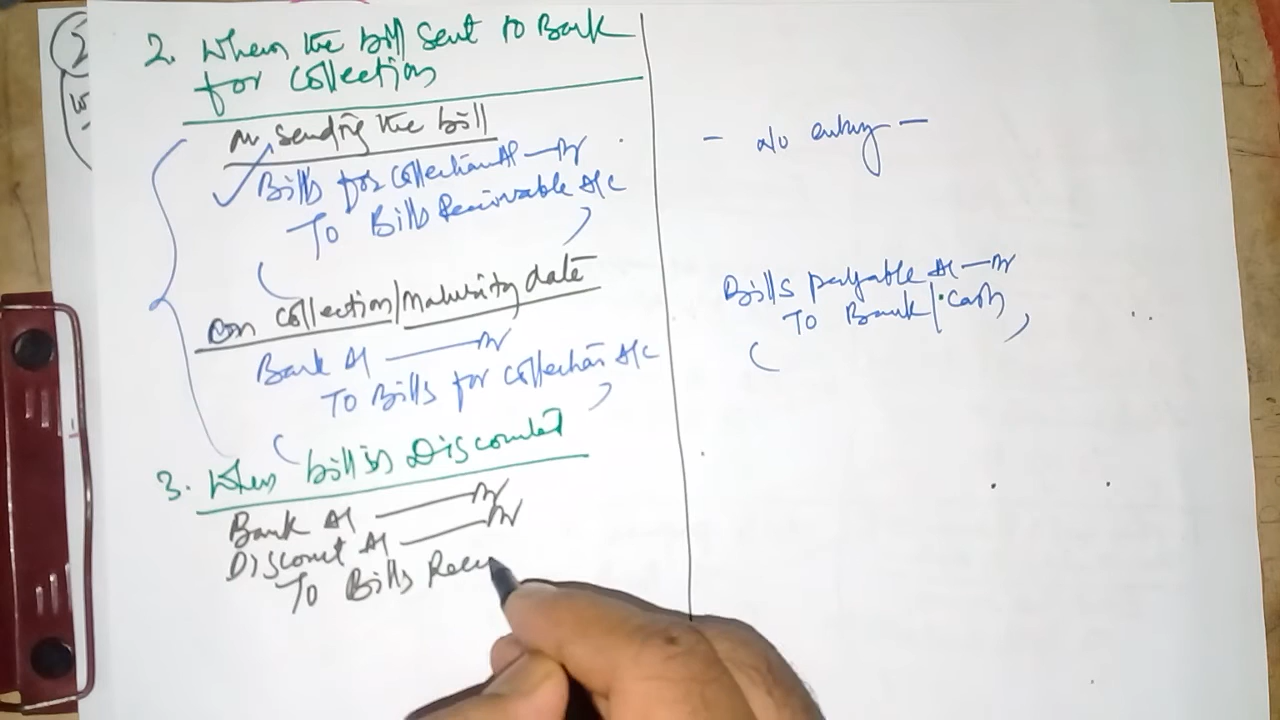 2. When the bill sent to Bank
for Collection
on sending the bill
Bills for collection A/c Dr
To Bills Receivable A/c
- No entry -
On collection/Maturity date
Bank A/c Dr
To Bills for collection A/c
Bills payable A/c Dr
To Bank/cash
3. When bill is Discounted
Bank A/c Dr
Discount A/c Dr
To Bills Recei